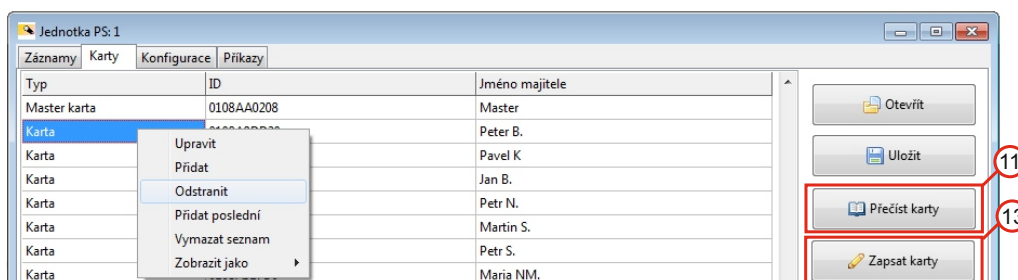 Jednotka PS: 1
Záznamy Karty Konfigurace Příkazy
Typ ID Jméno majitele
Master karta 0108AA0208 Master
Karta Peter B.
Karta Pavel K
Karta Jan B.
Karta Petr N.
Karta Martin S.
Karta Petr S.
Karta Maria NM.
Upravit
Přidat
Odstranit
Přidat poslední
Vymazat seznam
Zobrazit jako
Otevřít
Uložit
11
Přečíst karty
13
Zapsat karty